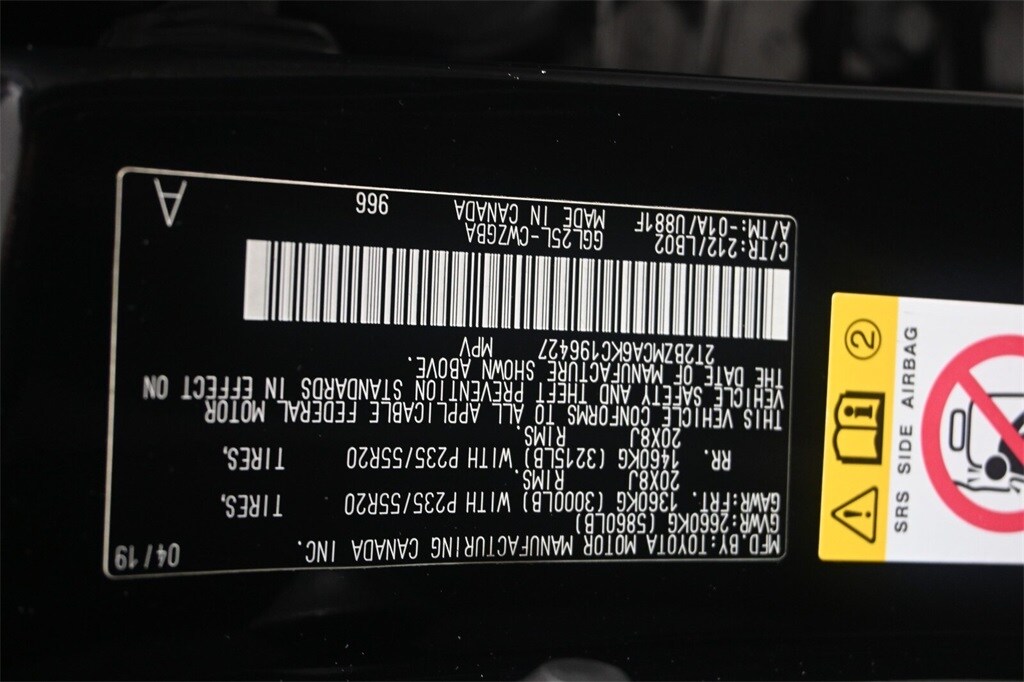 MFD.BY:TOYOTA MOTOR MANUFACTURING CANADA INC. 04/19
GVWR:2660KG (5860LB)
GAWR:FRT. 1360KG (3000LB) WITH P235/55R20 TIRES,
20X8J RIMS.
RR. 1460KG (3215LB) WITH P235/55R20 TIRES,
20X8J RIMS.
THIS VEHICLE CONFORMS TO ALL APPLICABLE FEDERAL MOTOR
VEHICLE SAFETY AND THEFT PREVENTION STANDARDS IN EFFECT ON
THE DATE OF MANUFACTURE SHOWN ABOVE.
2T2BZMCA6KC196427 MPV
C/TR:212/LB02 GGL25L-CWZGBA
A/TM:-01A/U881F MADE IN CANADA 966 A
2
SRS SIDE AIRBAG